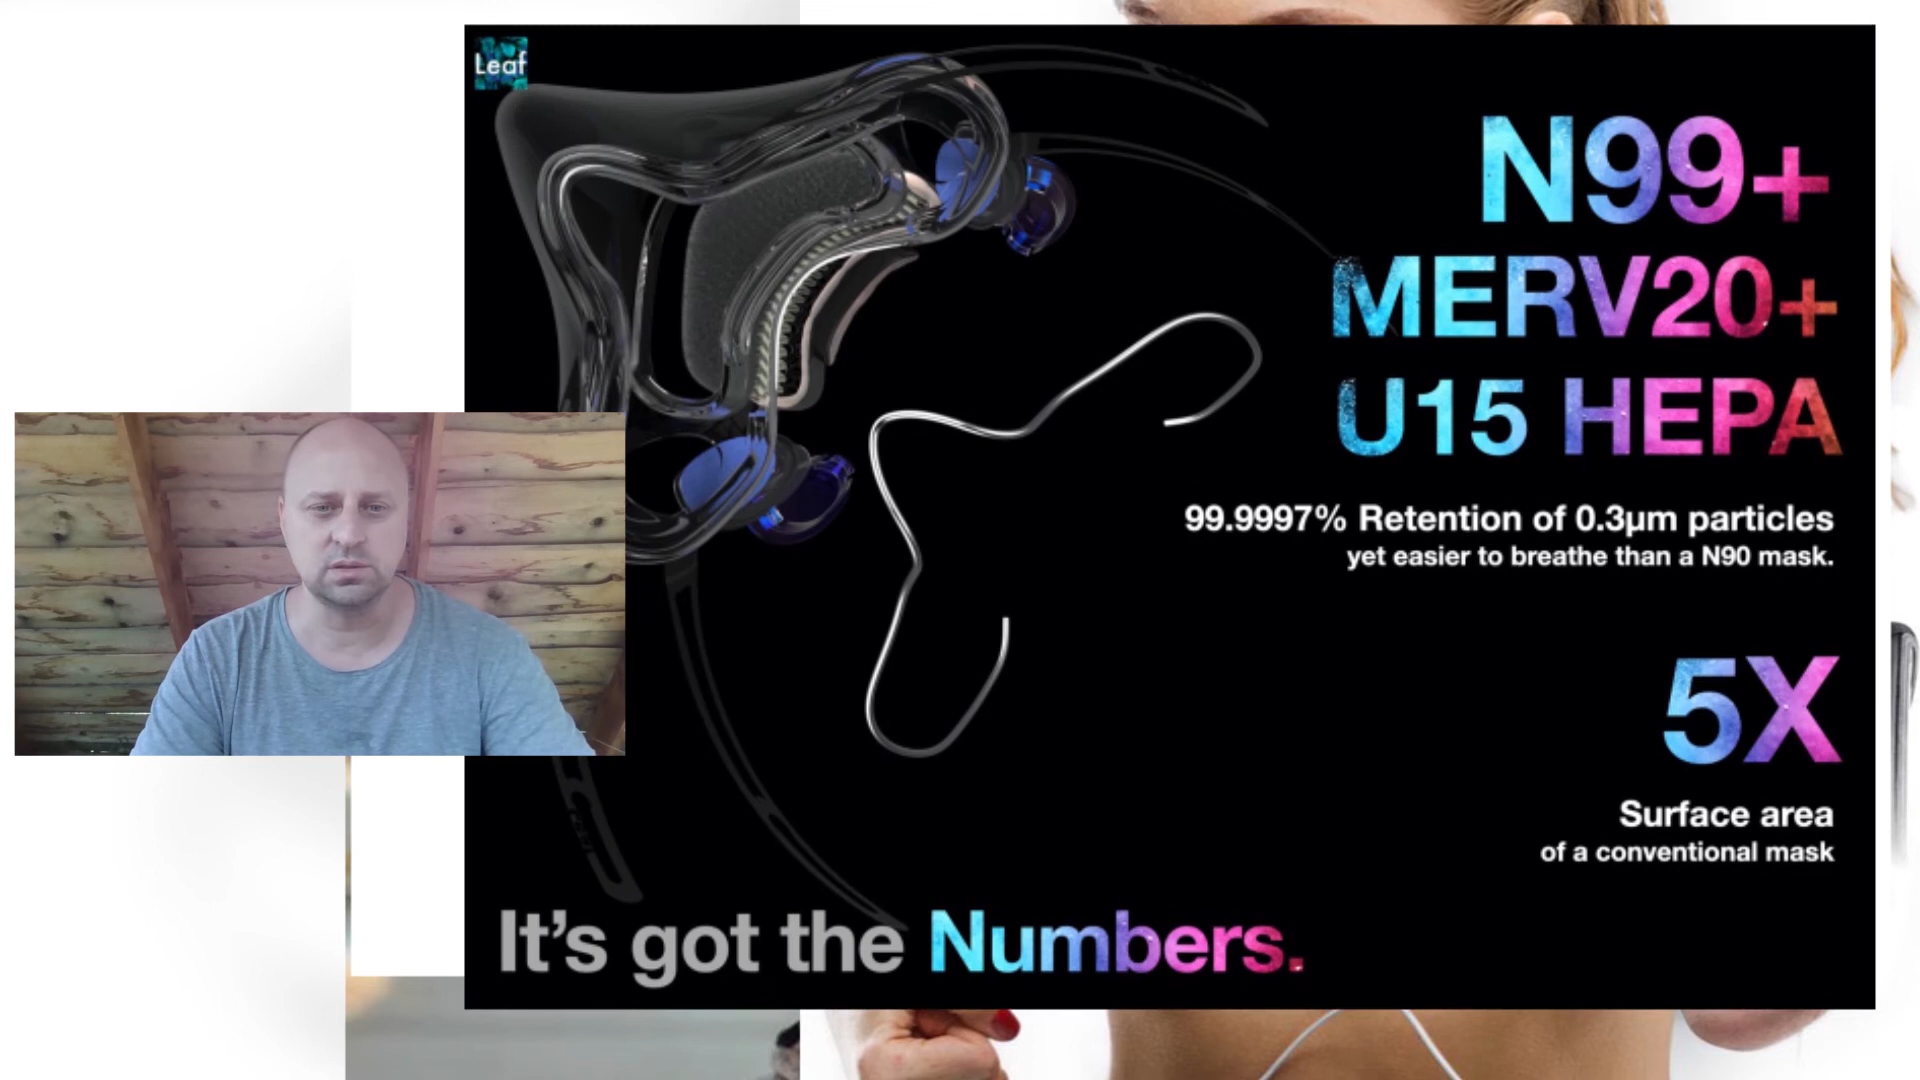 Leaf
N99+
MERV20+
U15 HEPA
99.9997% Retention of 0.3µm particles
yet easier to breathe than a N90 mask.
5X
Surface area
of a conventional mask
It's got the Numbers.